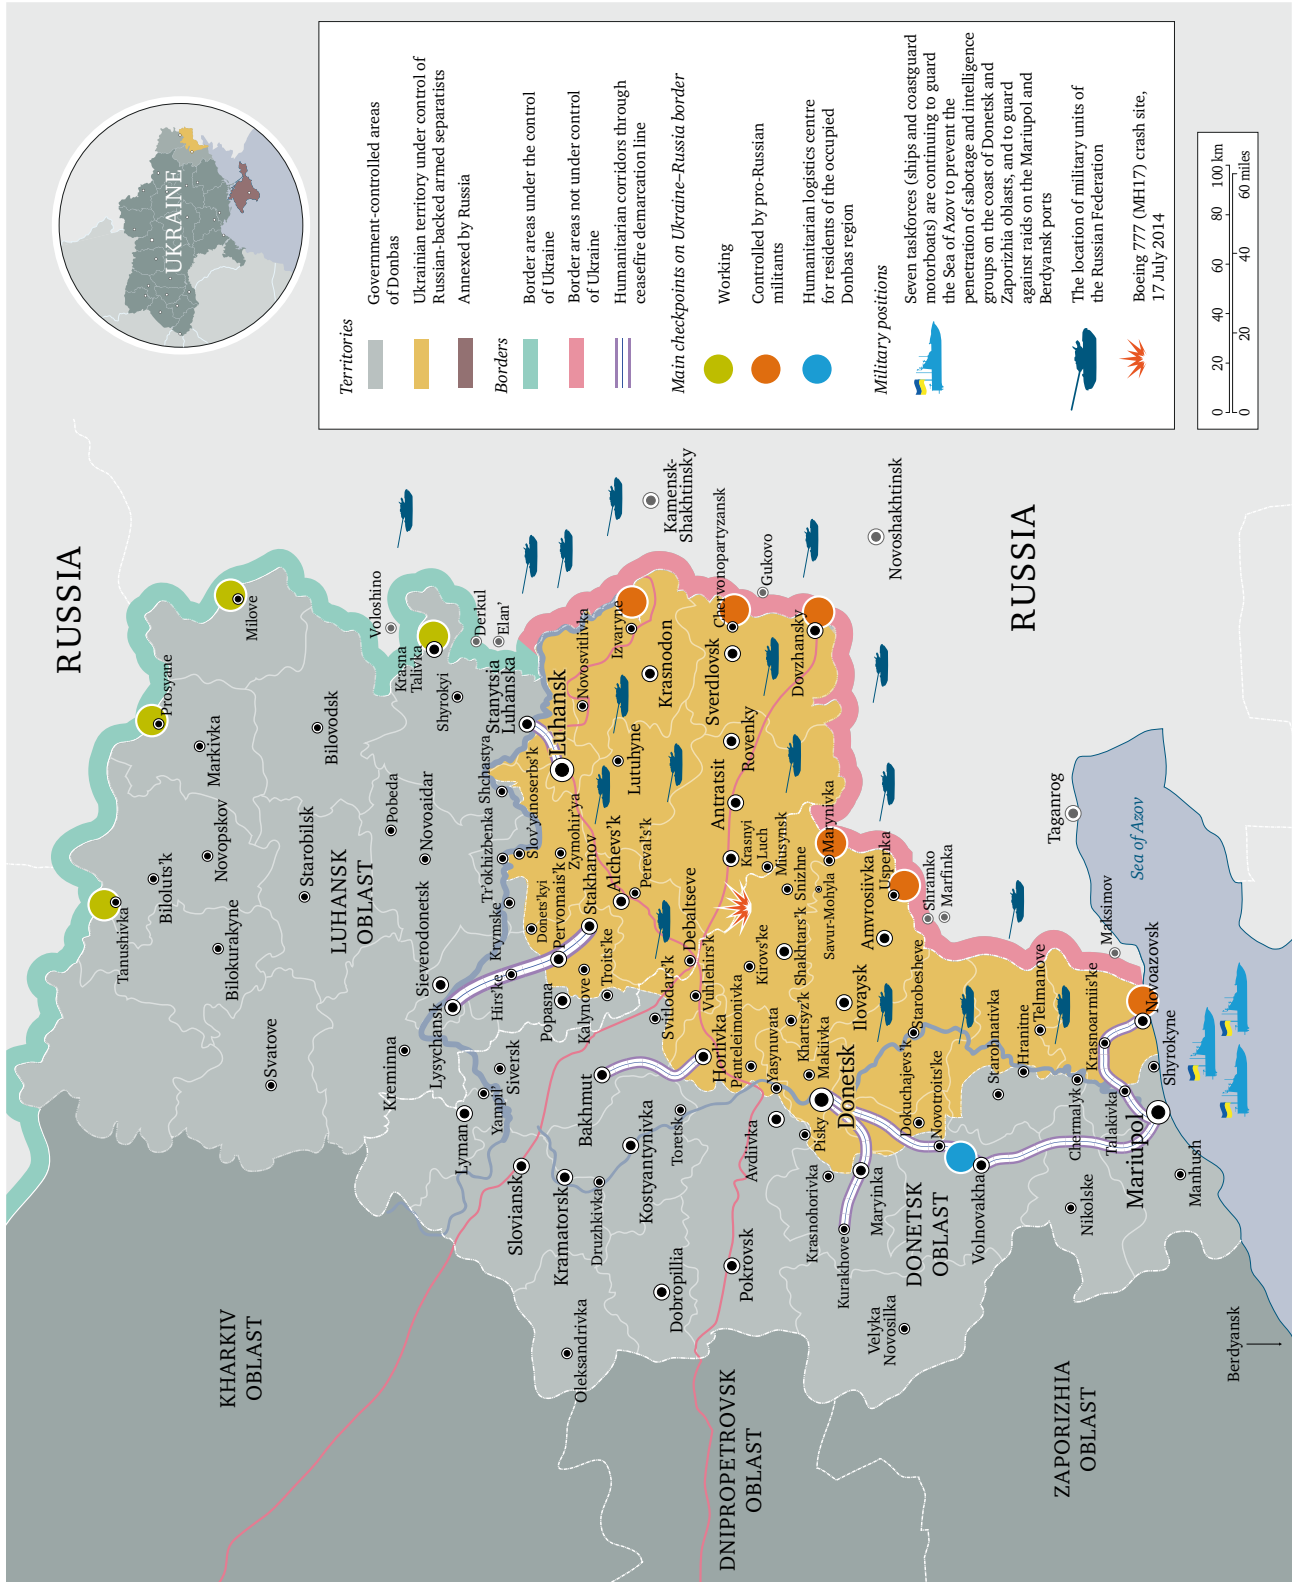 RUSSIA
Prosyane
Milove
Tanushivka
Markivka
Biloluts'k
Novopskov
Bilokurakyne
Bilovodsk
Starobilsk
Svatove
LUHANSK
OBLAST
Voloshino
Krasna
Talivka
Derkul
Elan'
Shyrokyi
Pobeda
Novoaidar
Stanytsia
Luhanska
Kreminna
Sieverodonetsk
Lysychansk
Shchastya
Tr'okhizbenka
Krymske
Slov'yanoserbs'k
Luhansk
Novosvitlivka
Izvaryne
Kamensk-
Shakhtinsky
Krasnodon
Lutuhyne
Zymohir'ya
Donets'kyi
Pervomais'k
Stakhanov
Alchevs'k
Pereval's'k
Hirs'ke
Popasna
Kalynove
Troits'ke
Svitlodars'k
Debaltseve
Vuhlehirs'k
Lyman
Yampil'
Siversk
Bakhmut
Sloviansk
Kramatorsk
Druzhkivka
Kostyantynivka
Toretsk
Horlivka
Oleksandrivka
Dobropillia
Pokrovsk
Chervonopartyzansk
Gukovo
Sverdlovsk
Dovzhansky
Rovenky
Antratsit
Krasnyi
Luch
Miusynsk
Snizhne
Savur-Mohyla
Marynivka
Novoshakhtinsk
RUSSIA
Kirovs'ke
Shakhtars'k
Panteleimonivka
Khartsyz'k
Makiivka
Yasynuvata
Avdiivka
Pisky
Donetsk
Ilovaysk
Amvrosiivka
Uspenka
Shramko
Marfinka
Starobesheve
Krasnohorivka
Maryinka
Kurakhove
Dokuchajevs'k
Novotroits'ke
DONETSK
OBLAST
Volnovakha
Velyka
Novosilka
Starohnativka
Hranitne
Telmanove
Krasnoarmiis'ke
Maksimov
Novoazovsk
Shyrokyne
Chermalyk
Talakivka
Mariupol
Manhush
Nikolske
Taganrog
Sea of Azov
Berdyansk
KHARKIV
OBLAST
DNIPROPETROVSK
OBLAST
ZAPORIZHIA
OBLAST
UKRAINE
Territories
Government-controlled areas
of Donbas
Ukrainian territory under control of
Russian-backed armed separatists
Annexed by Russia
Borders
Border areas under the control
of Ukraine
Border areas not under control
of Ukraine
Humanitarian corridors through
ceasefire demarcation line
Main checkpoints on Ukraine–Russia border
Working
Controlled by pro-Russian
militants
Humanitarian logistics centre
for residents of the occupied
Donbas region
Military positions
Seven taskforces (ships and coastguard
motorboats) are continuing to guard
the Sea of Azov to prevent the
penetration of sabotage and intelligence
groups on the coast of Donetsk and
Zaporizhia oblasts, and to guard
against raids on the Mariupol and
Berdyansk ports
The location of military units of
the Russian Federation
Boeing 777 (MH17) crash site,
17 July 2014
0 20 40 60 80 100 km
0 20 40 60 miles